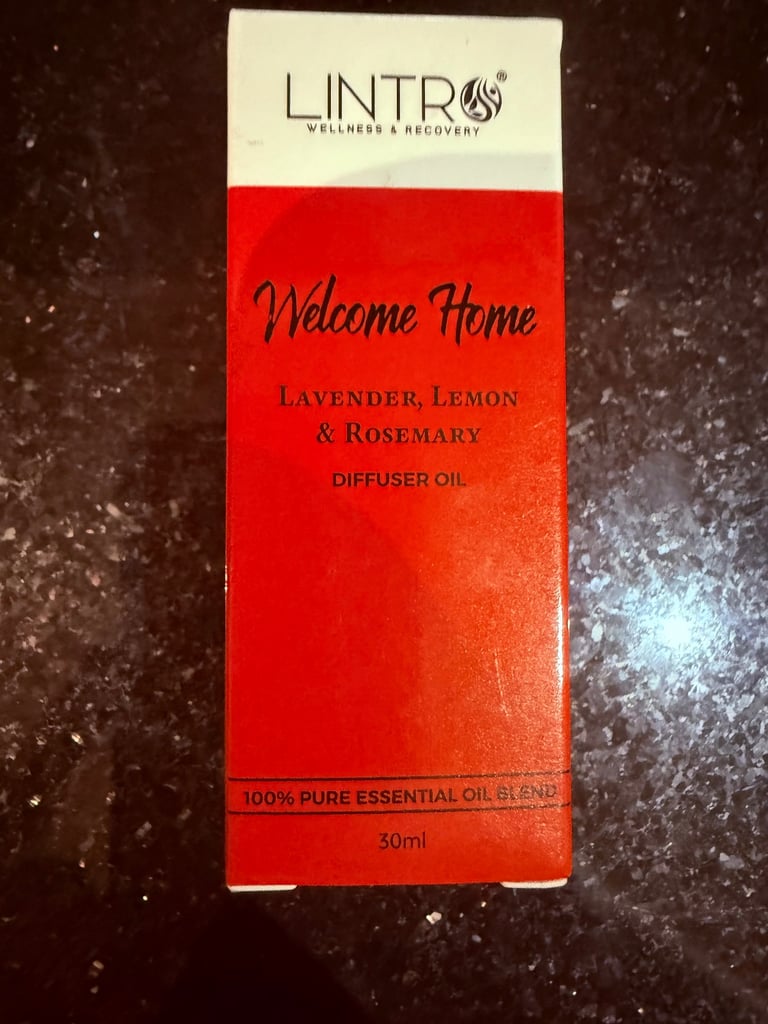 LINTRO®
WELLNESS & RECOVERY
Welcome Home
LAVENDER, LEMON
& ROSEMARY
DIFFUSER OIL
100% PURE ESSENTIAL OIL BLEND
30ml